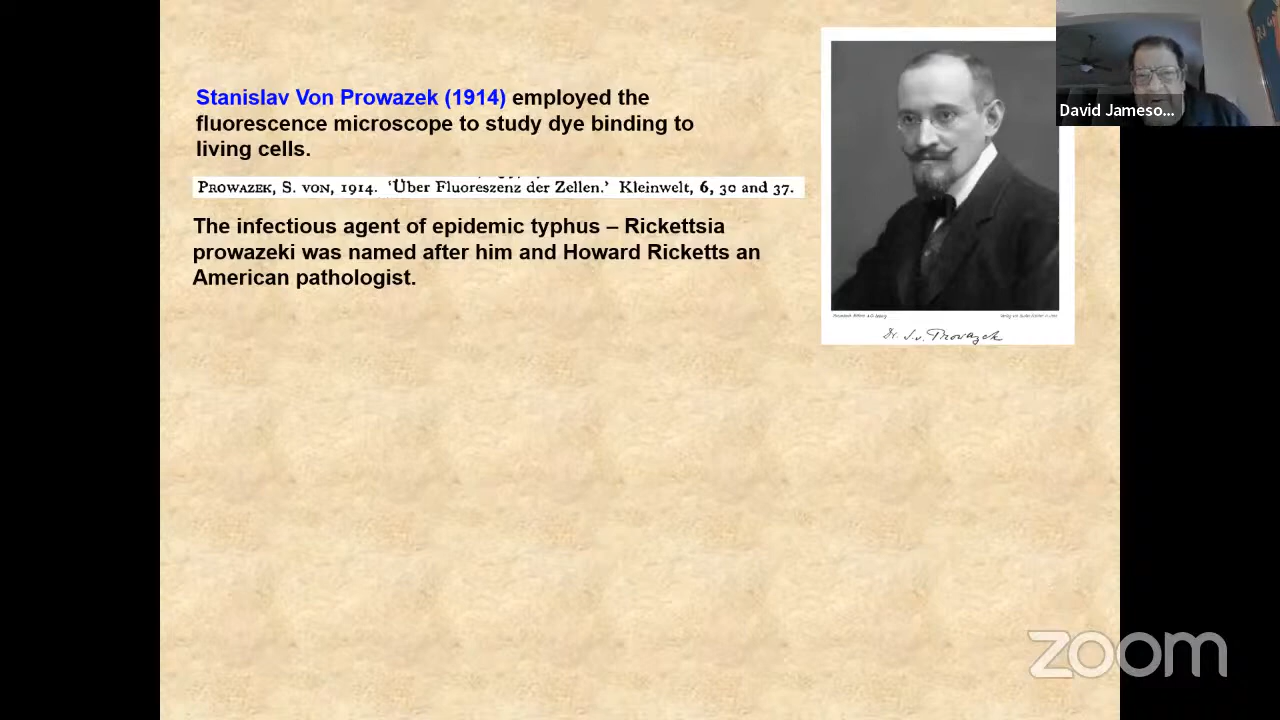 Stanislav Von Prowazek (1914) employed the
fluorescence microscope to study dye binding to
living cells.
PROWAZEK, S. VON, 1914. 'Über Fluoreszenz der Zellen.' Kleinwelt, 6, 30 and 37.
The infectious agent of epidemic typhus – Rickettsia
prowazeki was named after him and Howard Ricketts an
American pathologist.
Dr. S. v. Prowazek
David Jameso...
zoom